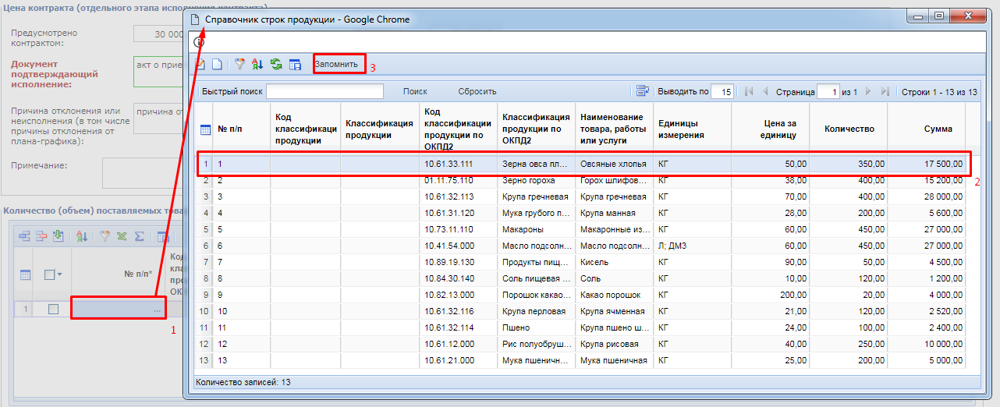 Цена контракта (отдельного этапа исполнения контракта)
Предусмотрено
контрактом:
30 000
Документ
подтверждающий
исполнение:
акт о прие
Причина отклонения или
неисполнения (в том числе
причины отклонения от
плана-графика):
причина от
Примечание:
Количество (объем) поставляемых това
№ п/п*
Код
кла
про
ОК
1
...
1
Справочник строк продукции - Google Chrome
Запомнить
3
Быстрый поиск
Поиск
Сбросить
Выводить по 15
Страница 1 из 1
Строки 1 - 13 из 13
№ п/п
Код
классификаци
продукции
Классификация
продукции
Код
классификации
продукции по
ОКПД2
Классификация
продукции по
ОКПД2
Наименование
товара, работы
или услуги
Единицы
измерения
Цена за
единицу
Количество
Сумма
1 1 10.61.33.111 Зерна овса пл... Овсяные хлопья КГ 50,00 350,00 17 500,00
2
2 2 01.11.75.110 Зерно гороха Горох шлифов... КГ 38,00 400,00 15 200,00
3 3 10.61.32.113 Крупа гречневая Крупа гречневая КГ 70,00 400,00 28 000,00
4 4 10.61.31.120 Мука грубого п... Крупа манная КГ 28,00 200,00 5 600,00
5 5 10.73.11.110 Макароны Макаронные из... КГ 60,00 450,00 27 000,00
6 6 10.41.54.000 Масло подсолн... Масло подсолн... Л; ДМ3 60,00 450,00 27 000,00
7 7 10.89.19.130 Продукты пищ... Кисель КГ 90,00 50,00 4 500,00
8 8 10.84.30.140 Соль пищевая ... Соль КГ 10,00 120,00 1 200,00
9 9 10.82.13.000 Порошок какао... Какао порошок КГ 200,00 20,00 4 000,00
10 10 10.61.32.116 Крупа перловая Крупа ячменная КГ 21,00 120,00 2 520,00
11 11 10.61.32.114 Пшено Крупа пшено ш... КГ 24,00 100,00 2 400,00
12 12 10.61.12.000 Рис полуобруш... Крупа рисовая КГ 40,00 250,00 10 000,00
13 13 10.61.21.000 Мука пшеничн... Мука пшеничная КГ 25,00 200,00 5 000,00
Количество записей: 13